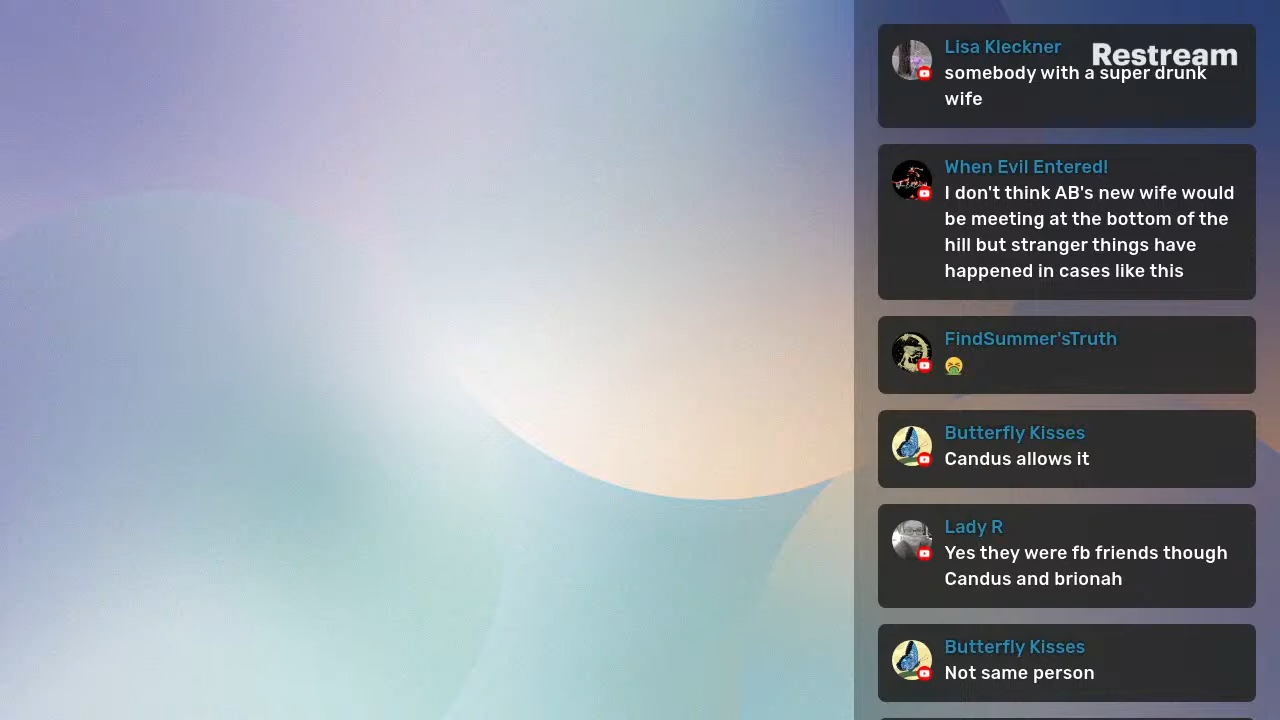 Lisa Kleckner
Restream
somebody with a super drunk
wife
When Evil Entered!
I don't think AB's new wife would
be meeting at the bottom of the
hill but stranger things have
happened in cases like this
FindSummer'sTruth
🤮
Butterfly Kisses
Candus allows it
Lady R
Yes they were fb friends though
Candus and brionah
Butterfly Kisses
Not same person